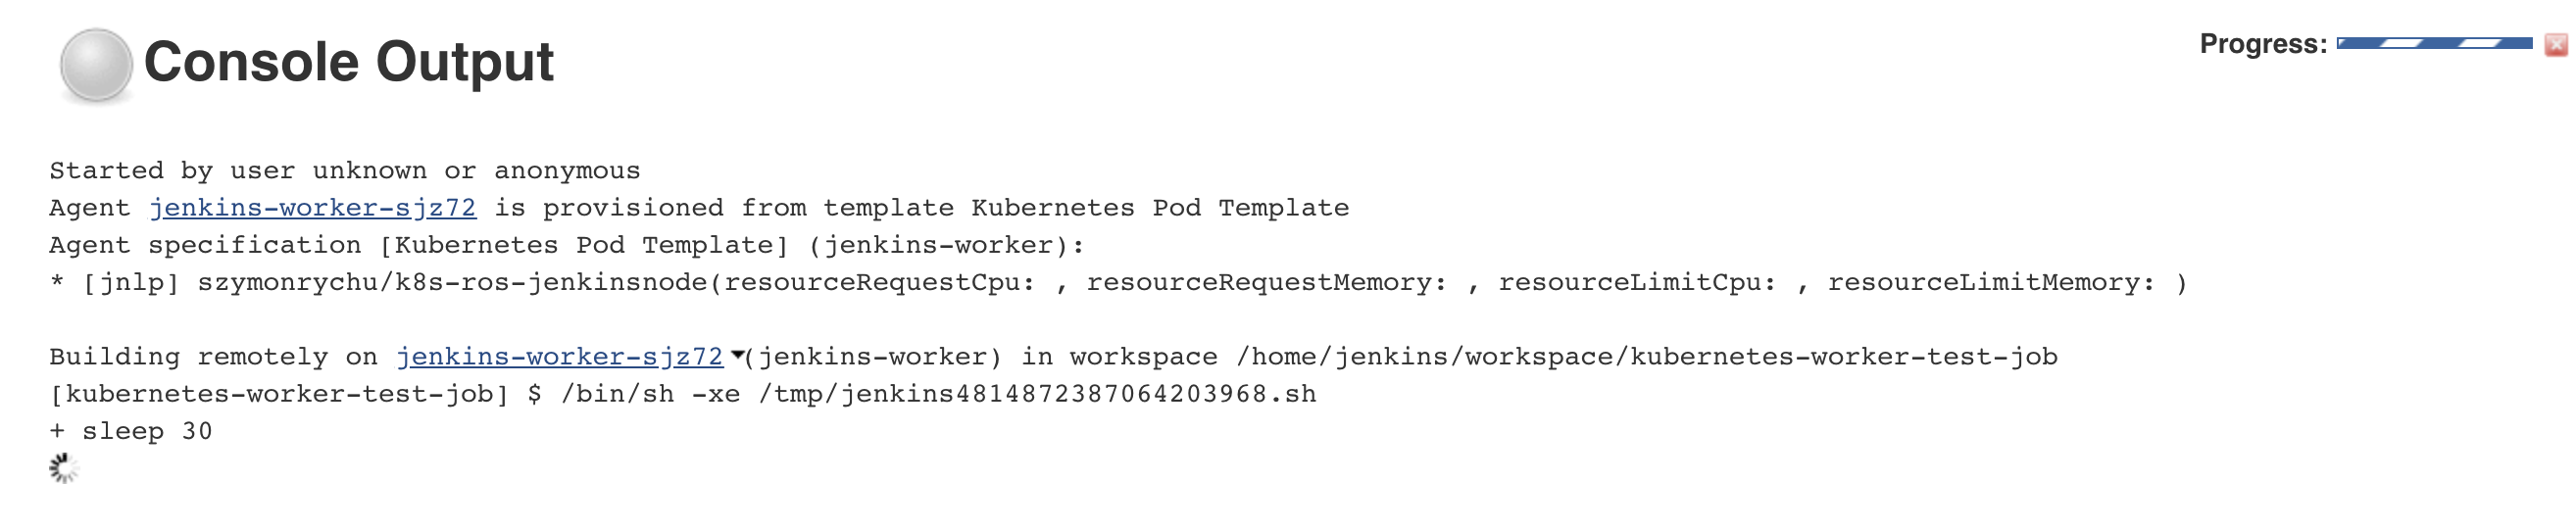 Console Output
Progress:
Started by user unknown or anonymous
Agent jenkins-worker-sjz72 is provisioned from template Kubernetes Pod Template
Agent specification [Kubernetes Pod Template] (jenkins-worker):
* [jnlp] szymonrychu/k8s-ros-jenkinsnode(resourceRequestCpu: , resourceRequestMemory: , resourceLimitCpu: , resourceLimitMemory: )
Building remotely on jenkins-worker-sjz72 (jenkins-worker) in workspace /home/jenkins/workspace/kubernetes-worker-test-job
[kubernetes-worker-test-job] $ /bin/sh -xe /tmp/jenkins4814872387064203968.sh
+ sleep 30